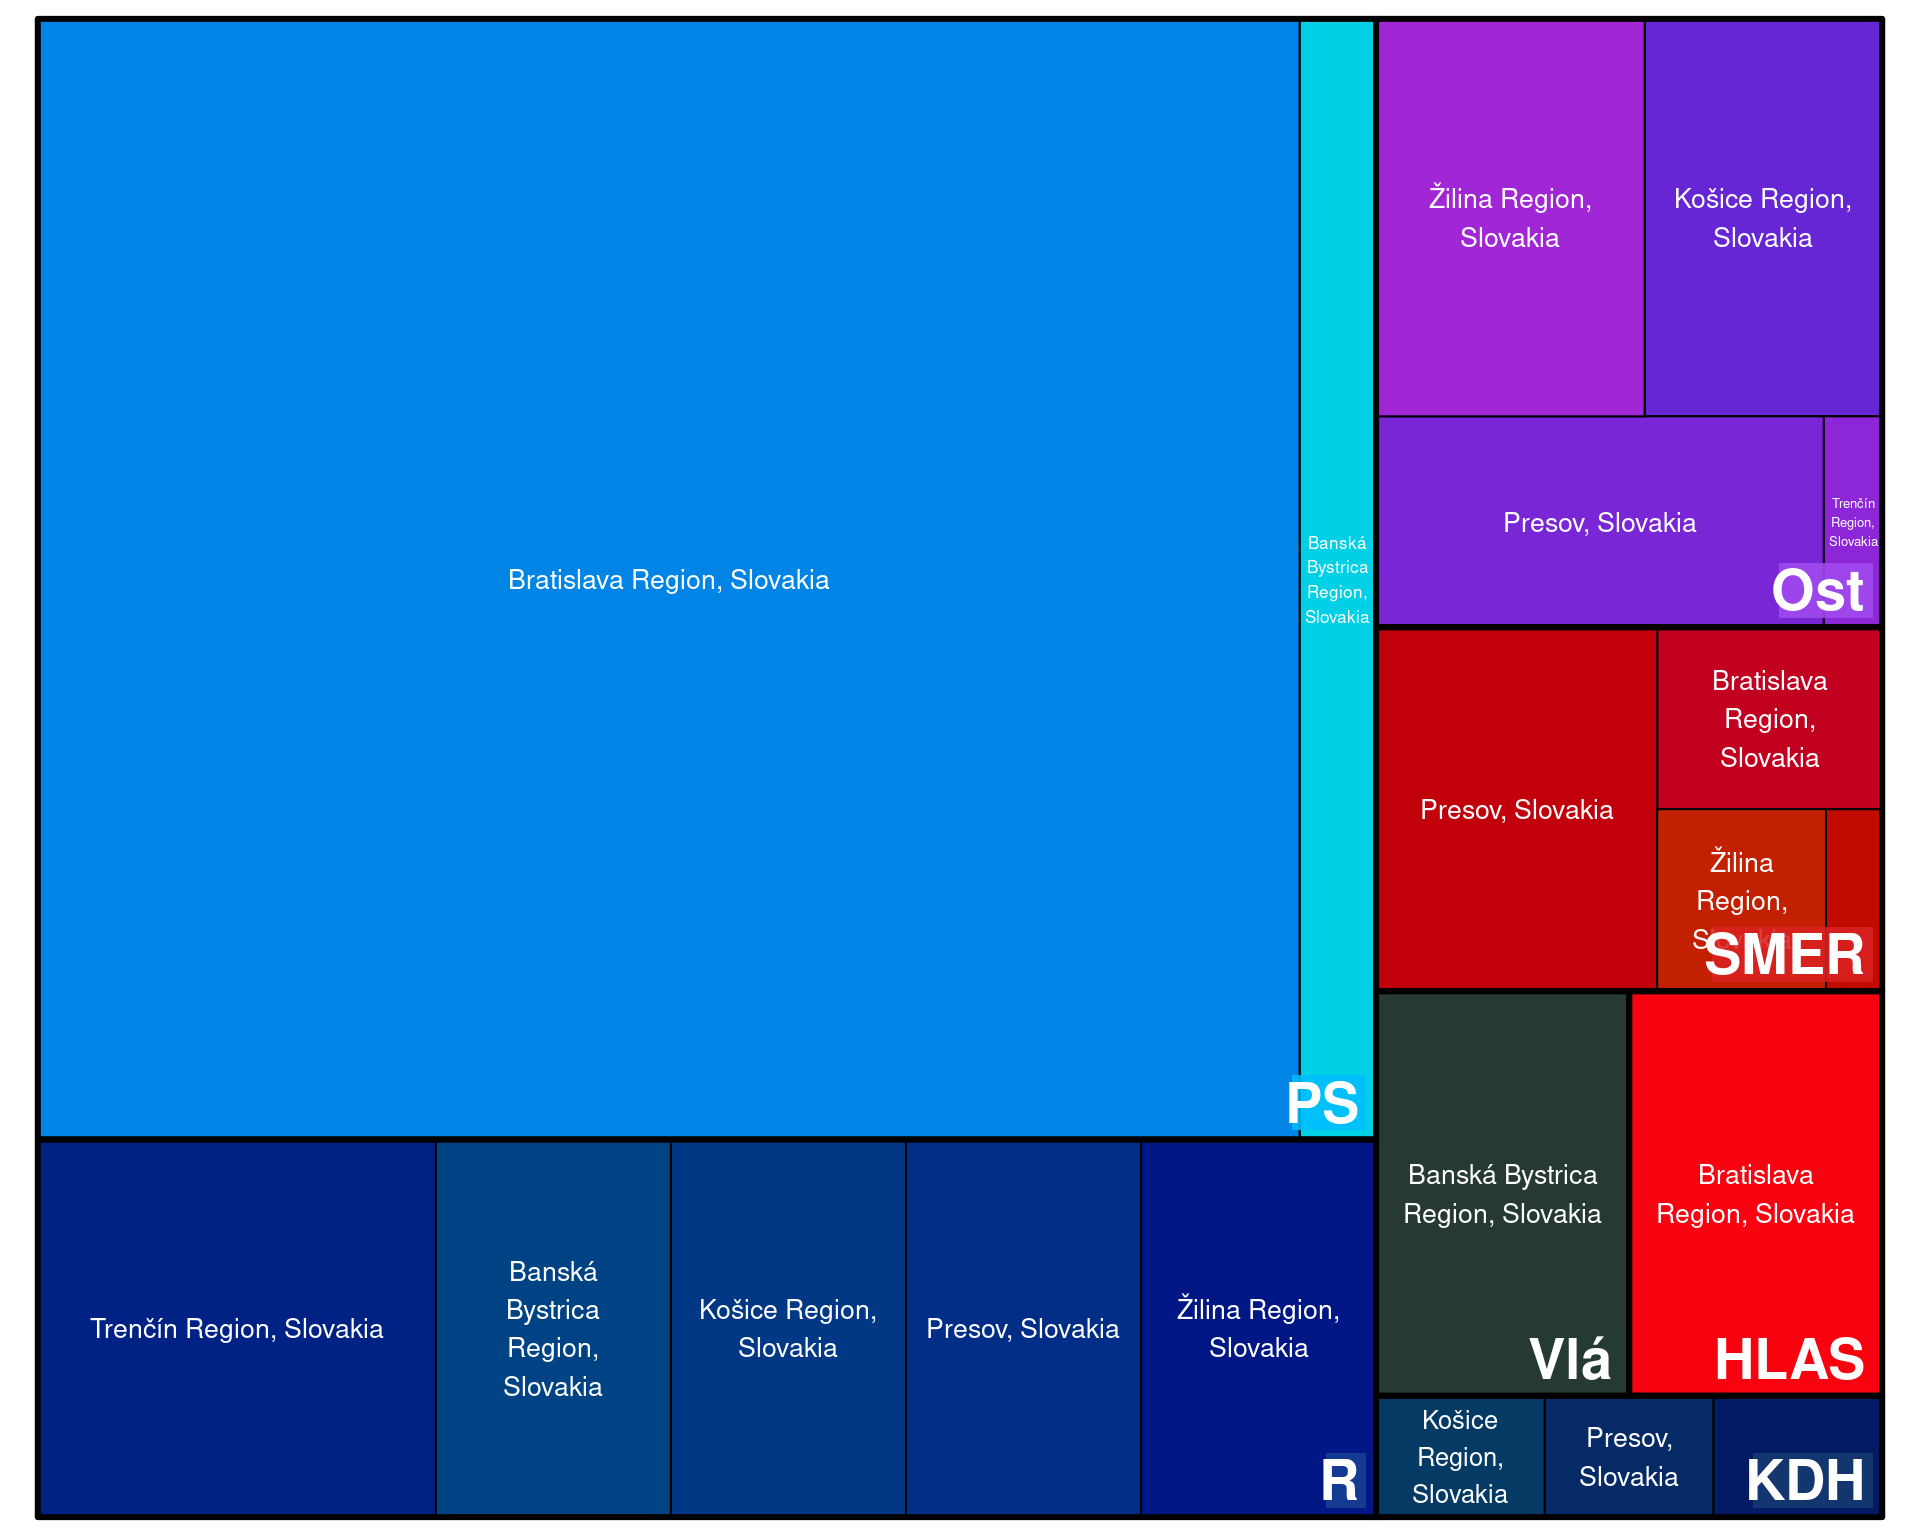 Bratislava Region, Slovakia
Banská
Bystrica
Region,
Slovakia
PS
Trenčín Region, Slovakia
Banská
Bystrica
Region,
Slovakia
Košice Region,
Slovakia
Presov, Slovakia
Žilina Region,
Slovakia
R
Žilina Region,
Slovakia
Košice Region,
Slovakia
Presov, Slovakia
Trenčín
Region,
Slovakia
Ost
Presov, Slovakia
Bratislava
Region,
Slovakia
Žilina
Region,
SMER
Banská Bystrica
Region, Slovakia
Vlá
Bratislava
Region, Slovakia
HLAS
Košice
Region,
Slovakia
Presov,
Slovakia
KDH